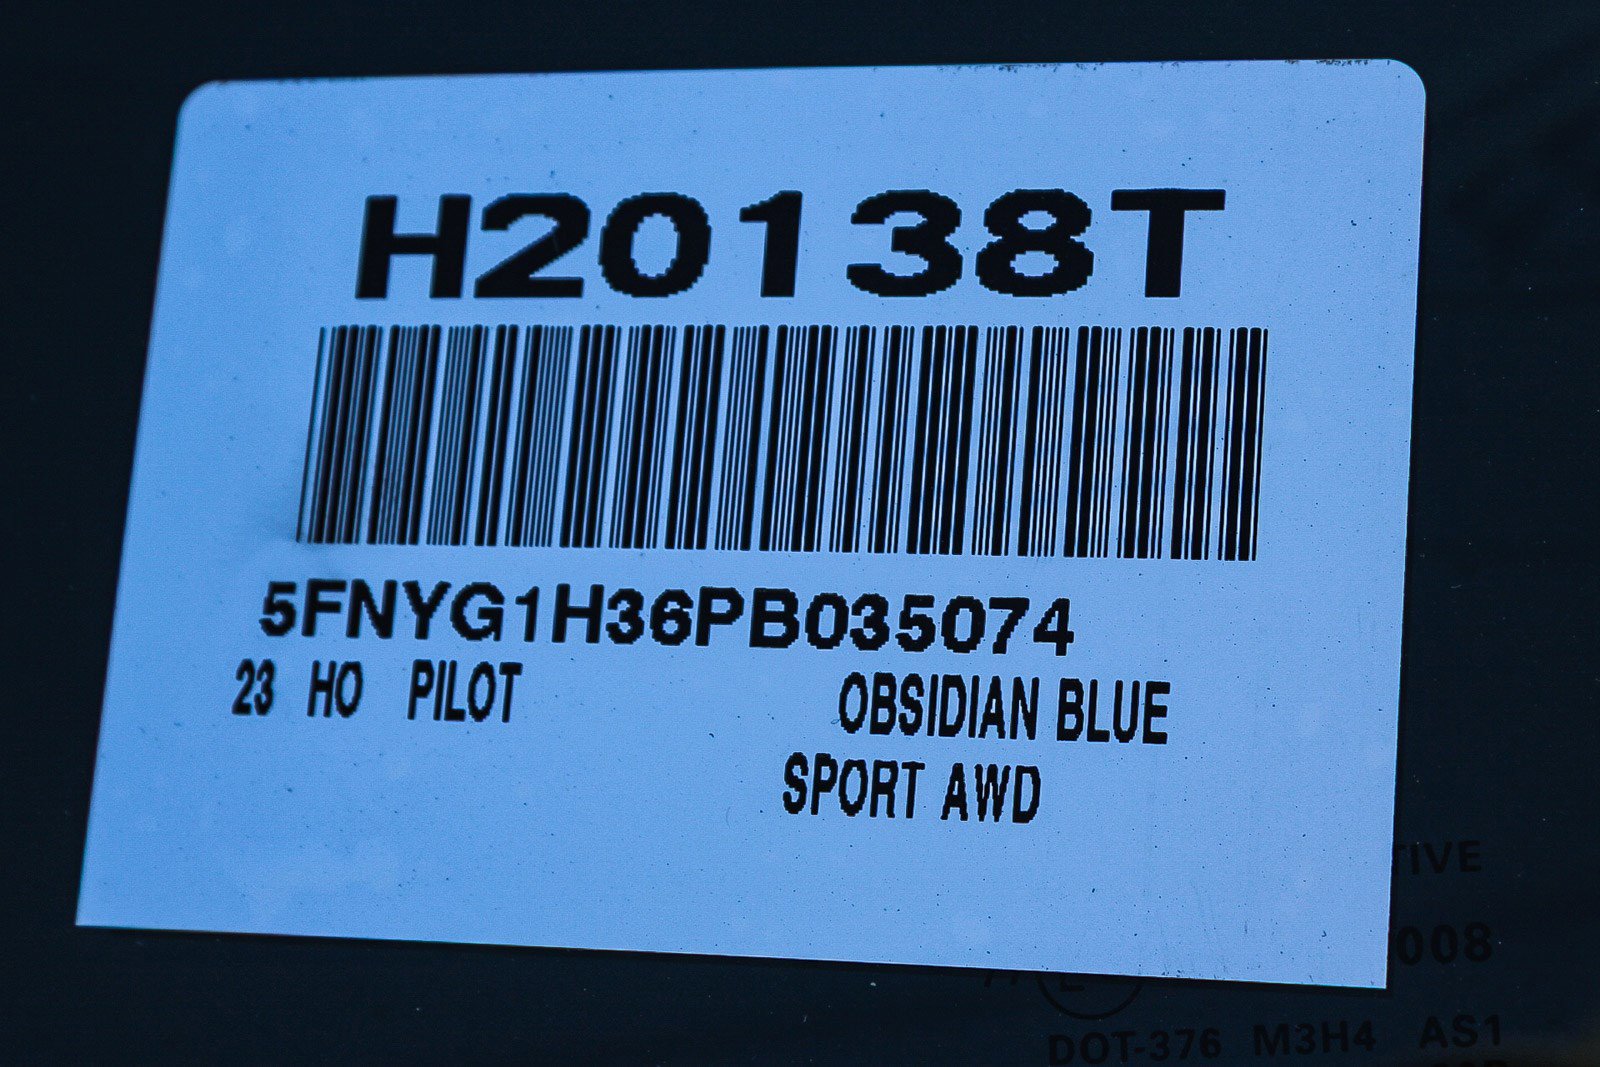 H20138T
5FNYG1H36PB035074
23 HO PILOT OBSIDIAN BLUE
SPORT AWD
TIVE
008
DOT-376 M3H4 AS1